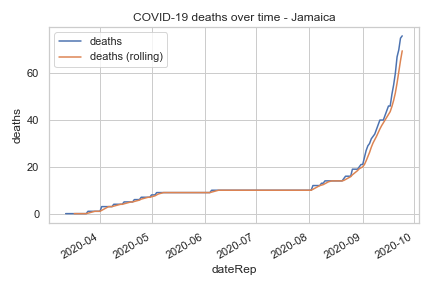 COVID-19 deaths over time - Jamaica
deaths
deaths (rolling)
deaths
60
40
20
0
2020-04
2020-05
2020-06
2020-07
2020-08
2020-09
2020-10
dateRep